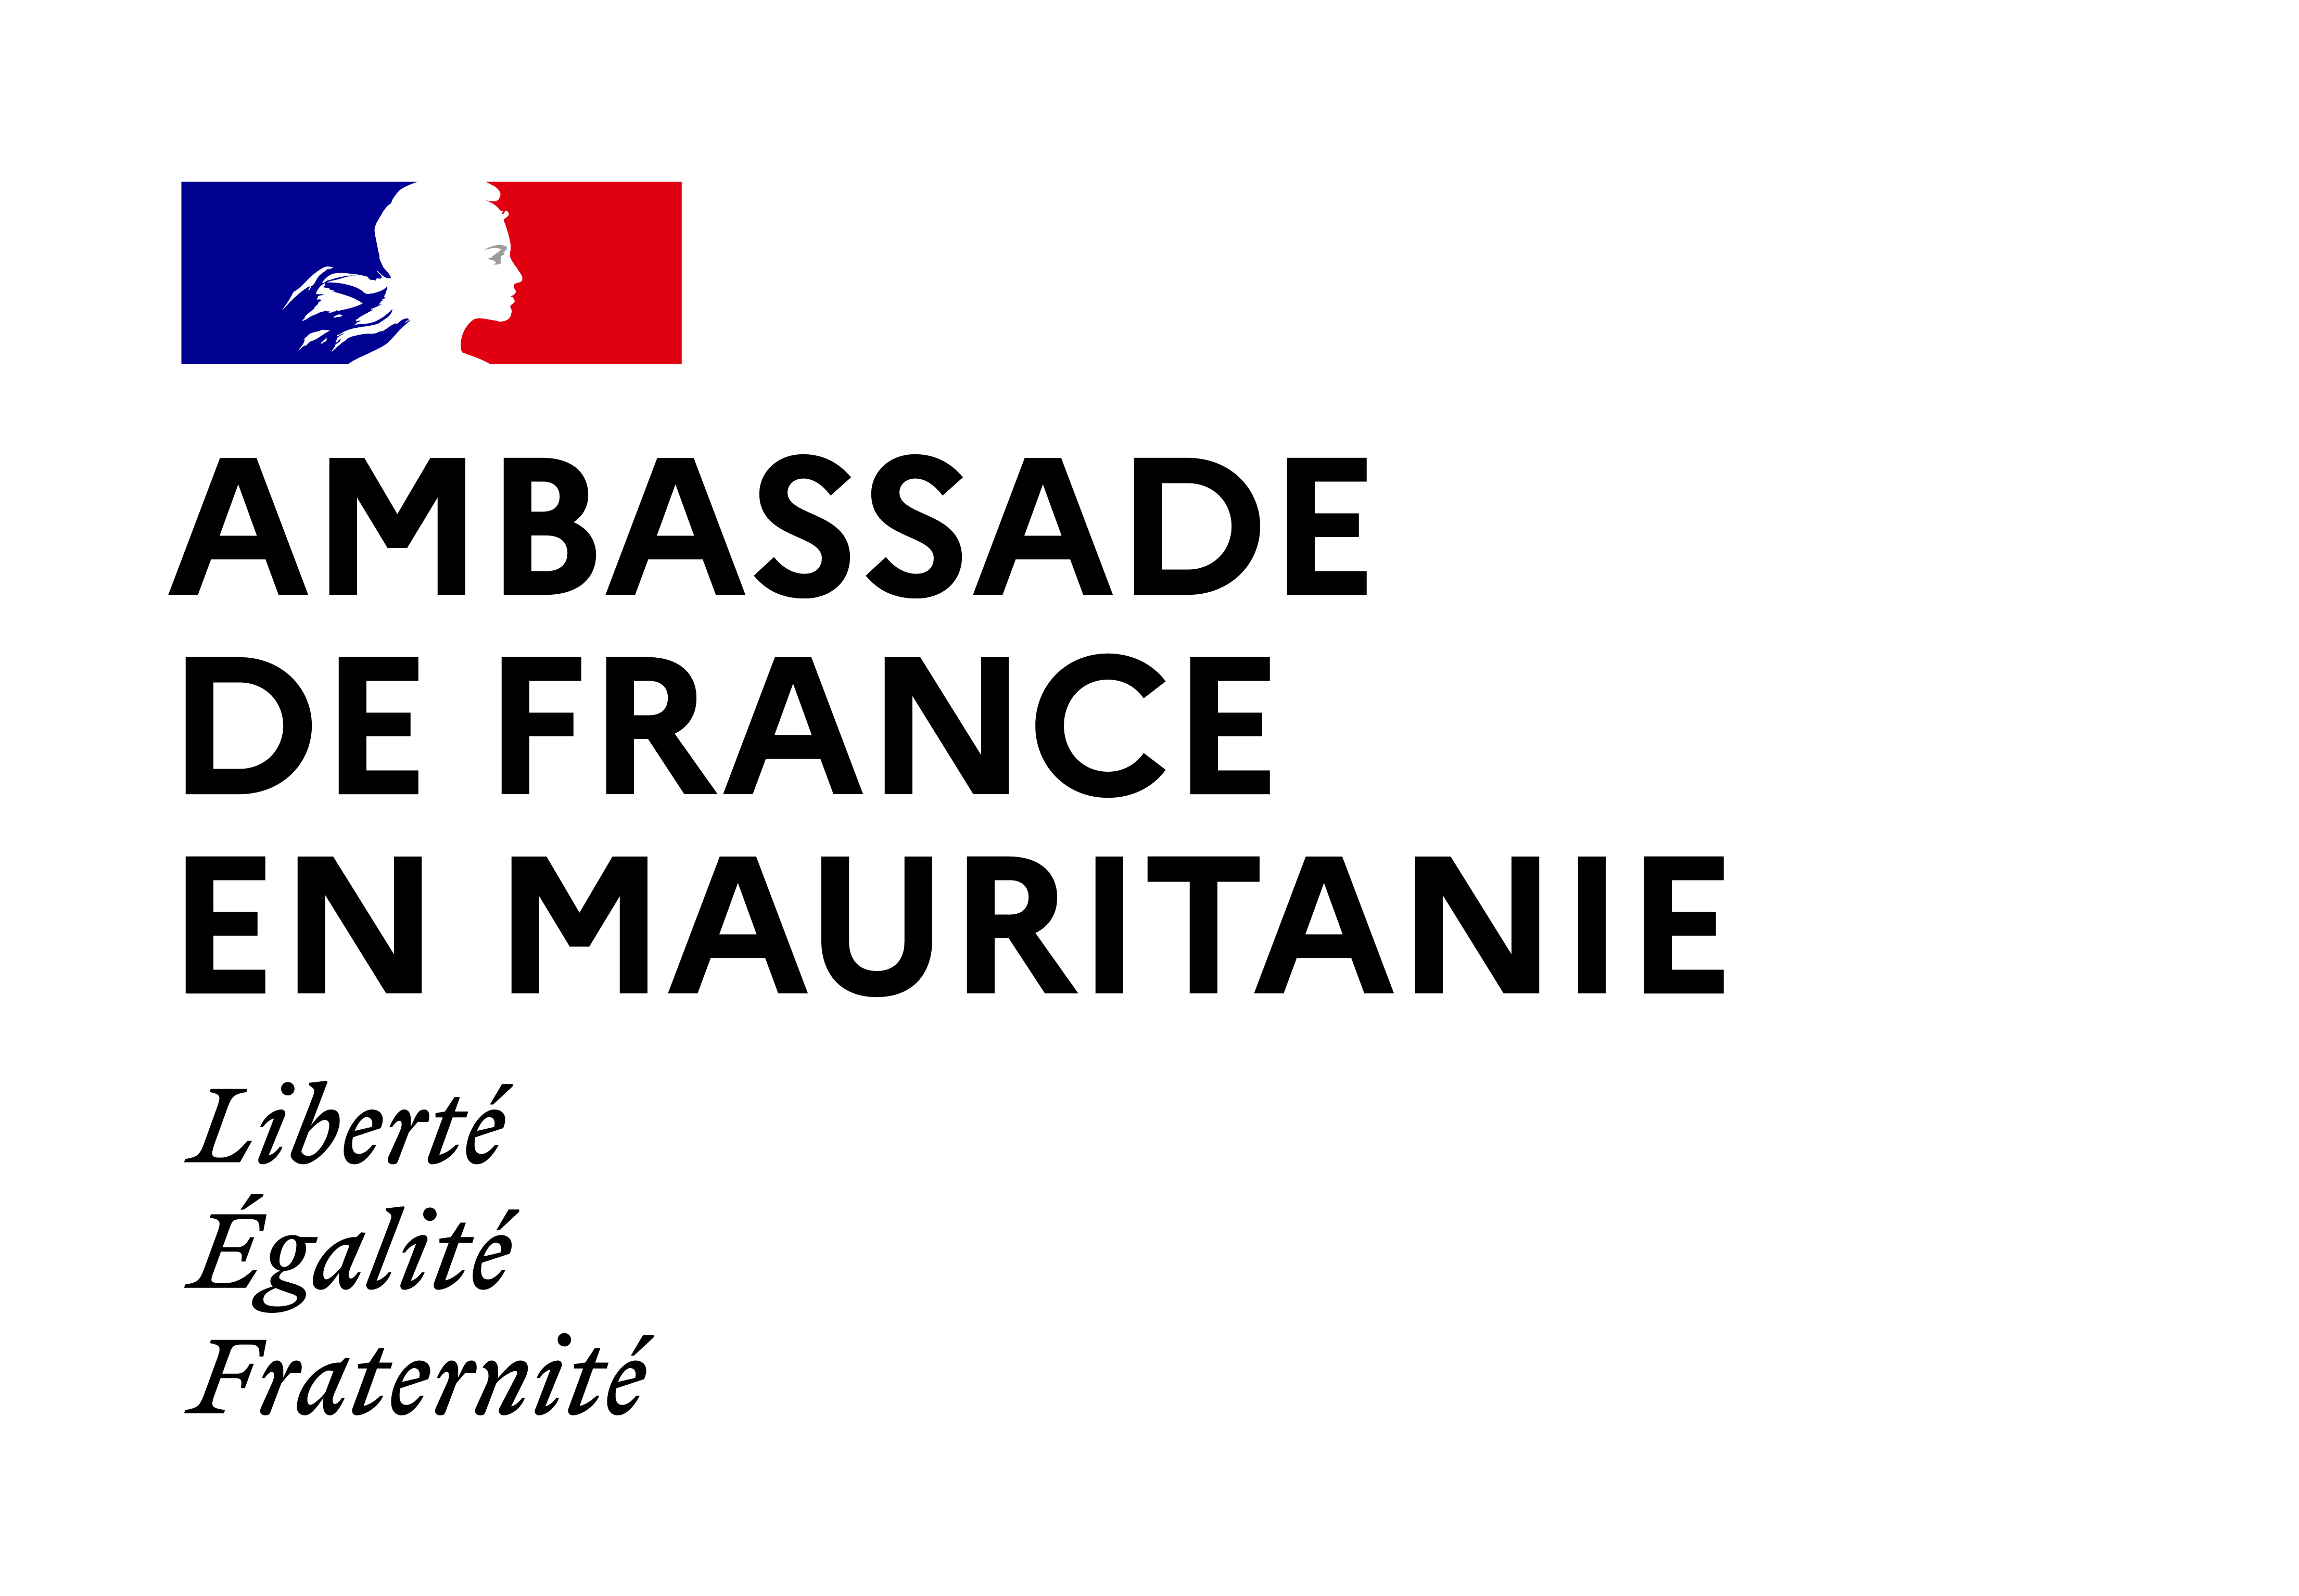 AMBASSADE
DE FRANCE
EN MAURITANIE
Liberté
Égalité
Fraternité